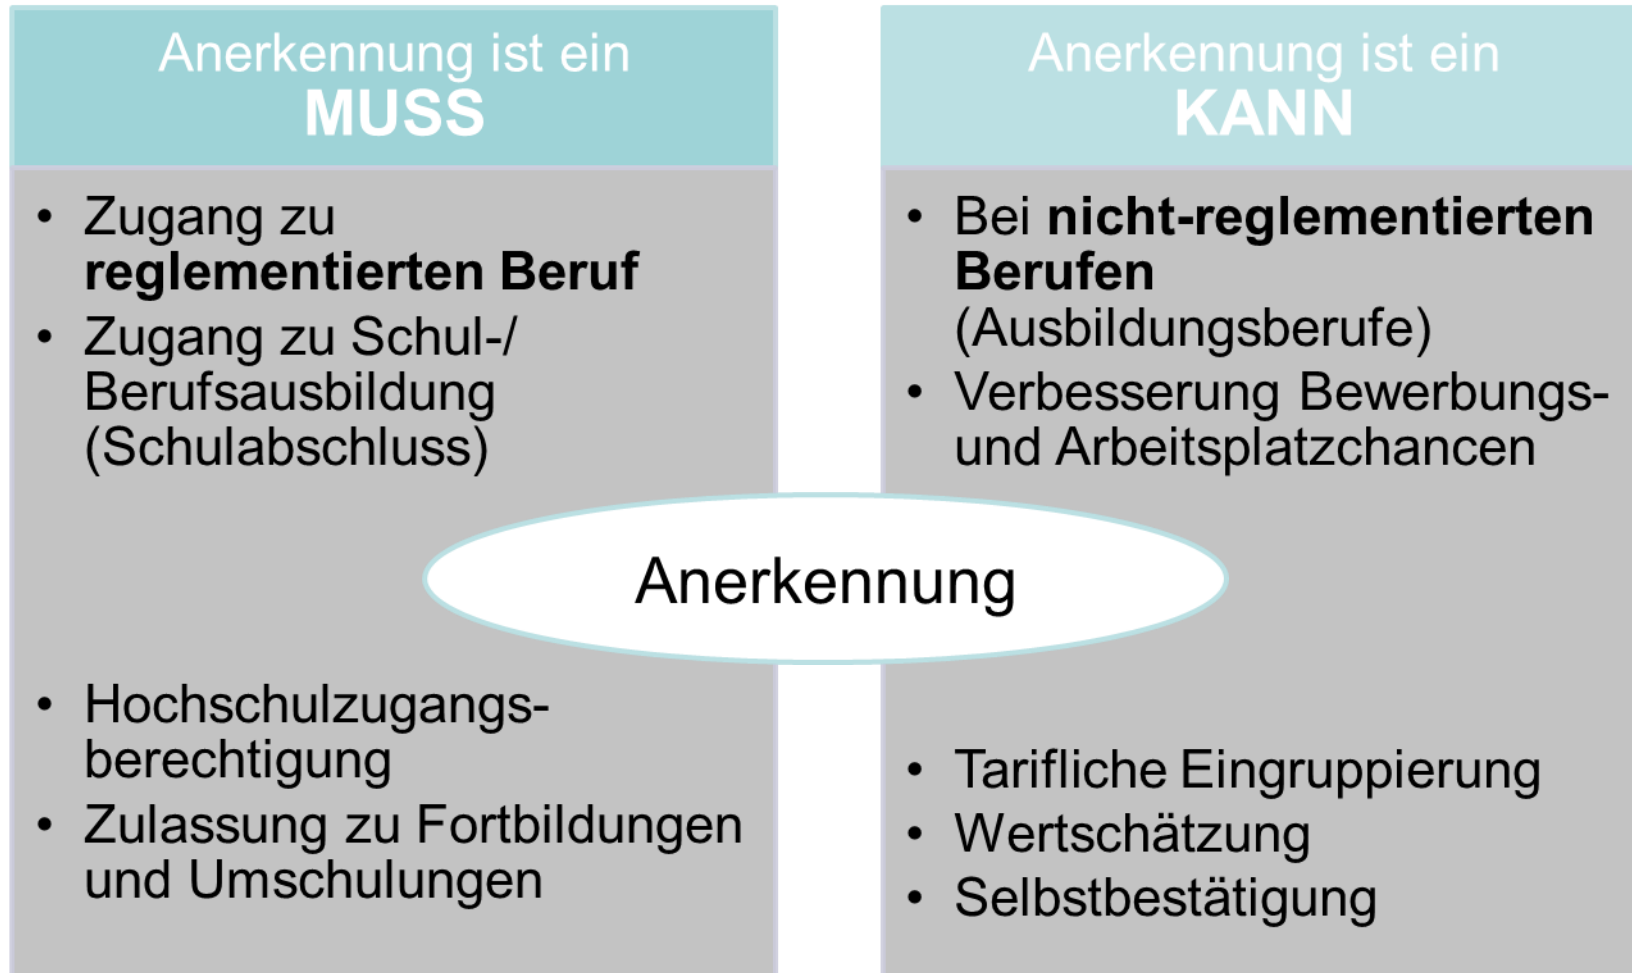 Anerkennung ist ein
MUSS
• Zugang zu
reglementierten Beruf
• Zugang zu Schul-/
Berufsausbildung
(Schulabschluss)
• Hochschulzugangs-
berechtigung
• Zulassung zu Fortbildungen
und Umschulungen
Anerkennung
Anerkennung ist ein
KANN
• Bei nicht-reglementierten
Berufen
(Ausbildungsberufe)
• Verbesserung Bewerbungs-
und Arbeitsplatzchancen
• Tarifliche Eingruppierung
• Wertschätzung
• Selbstbestätigung